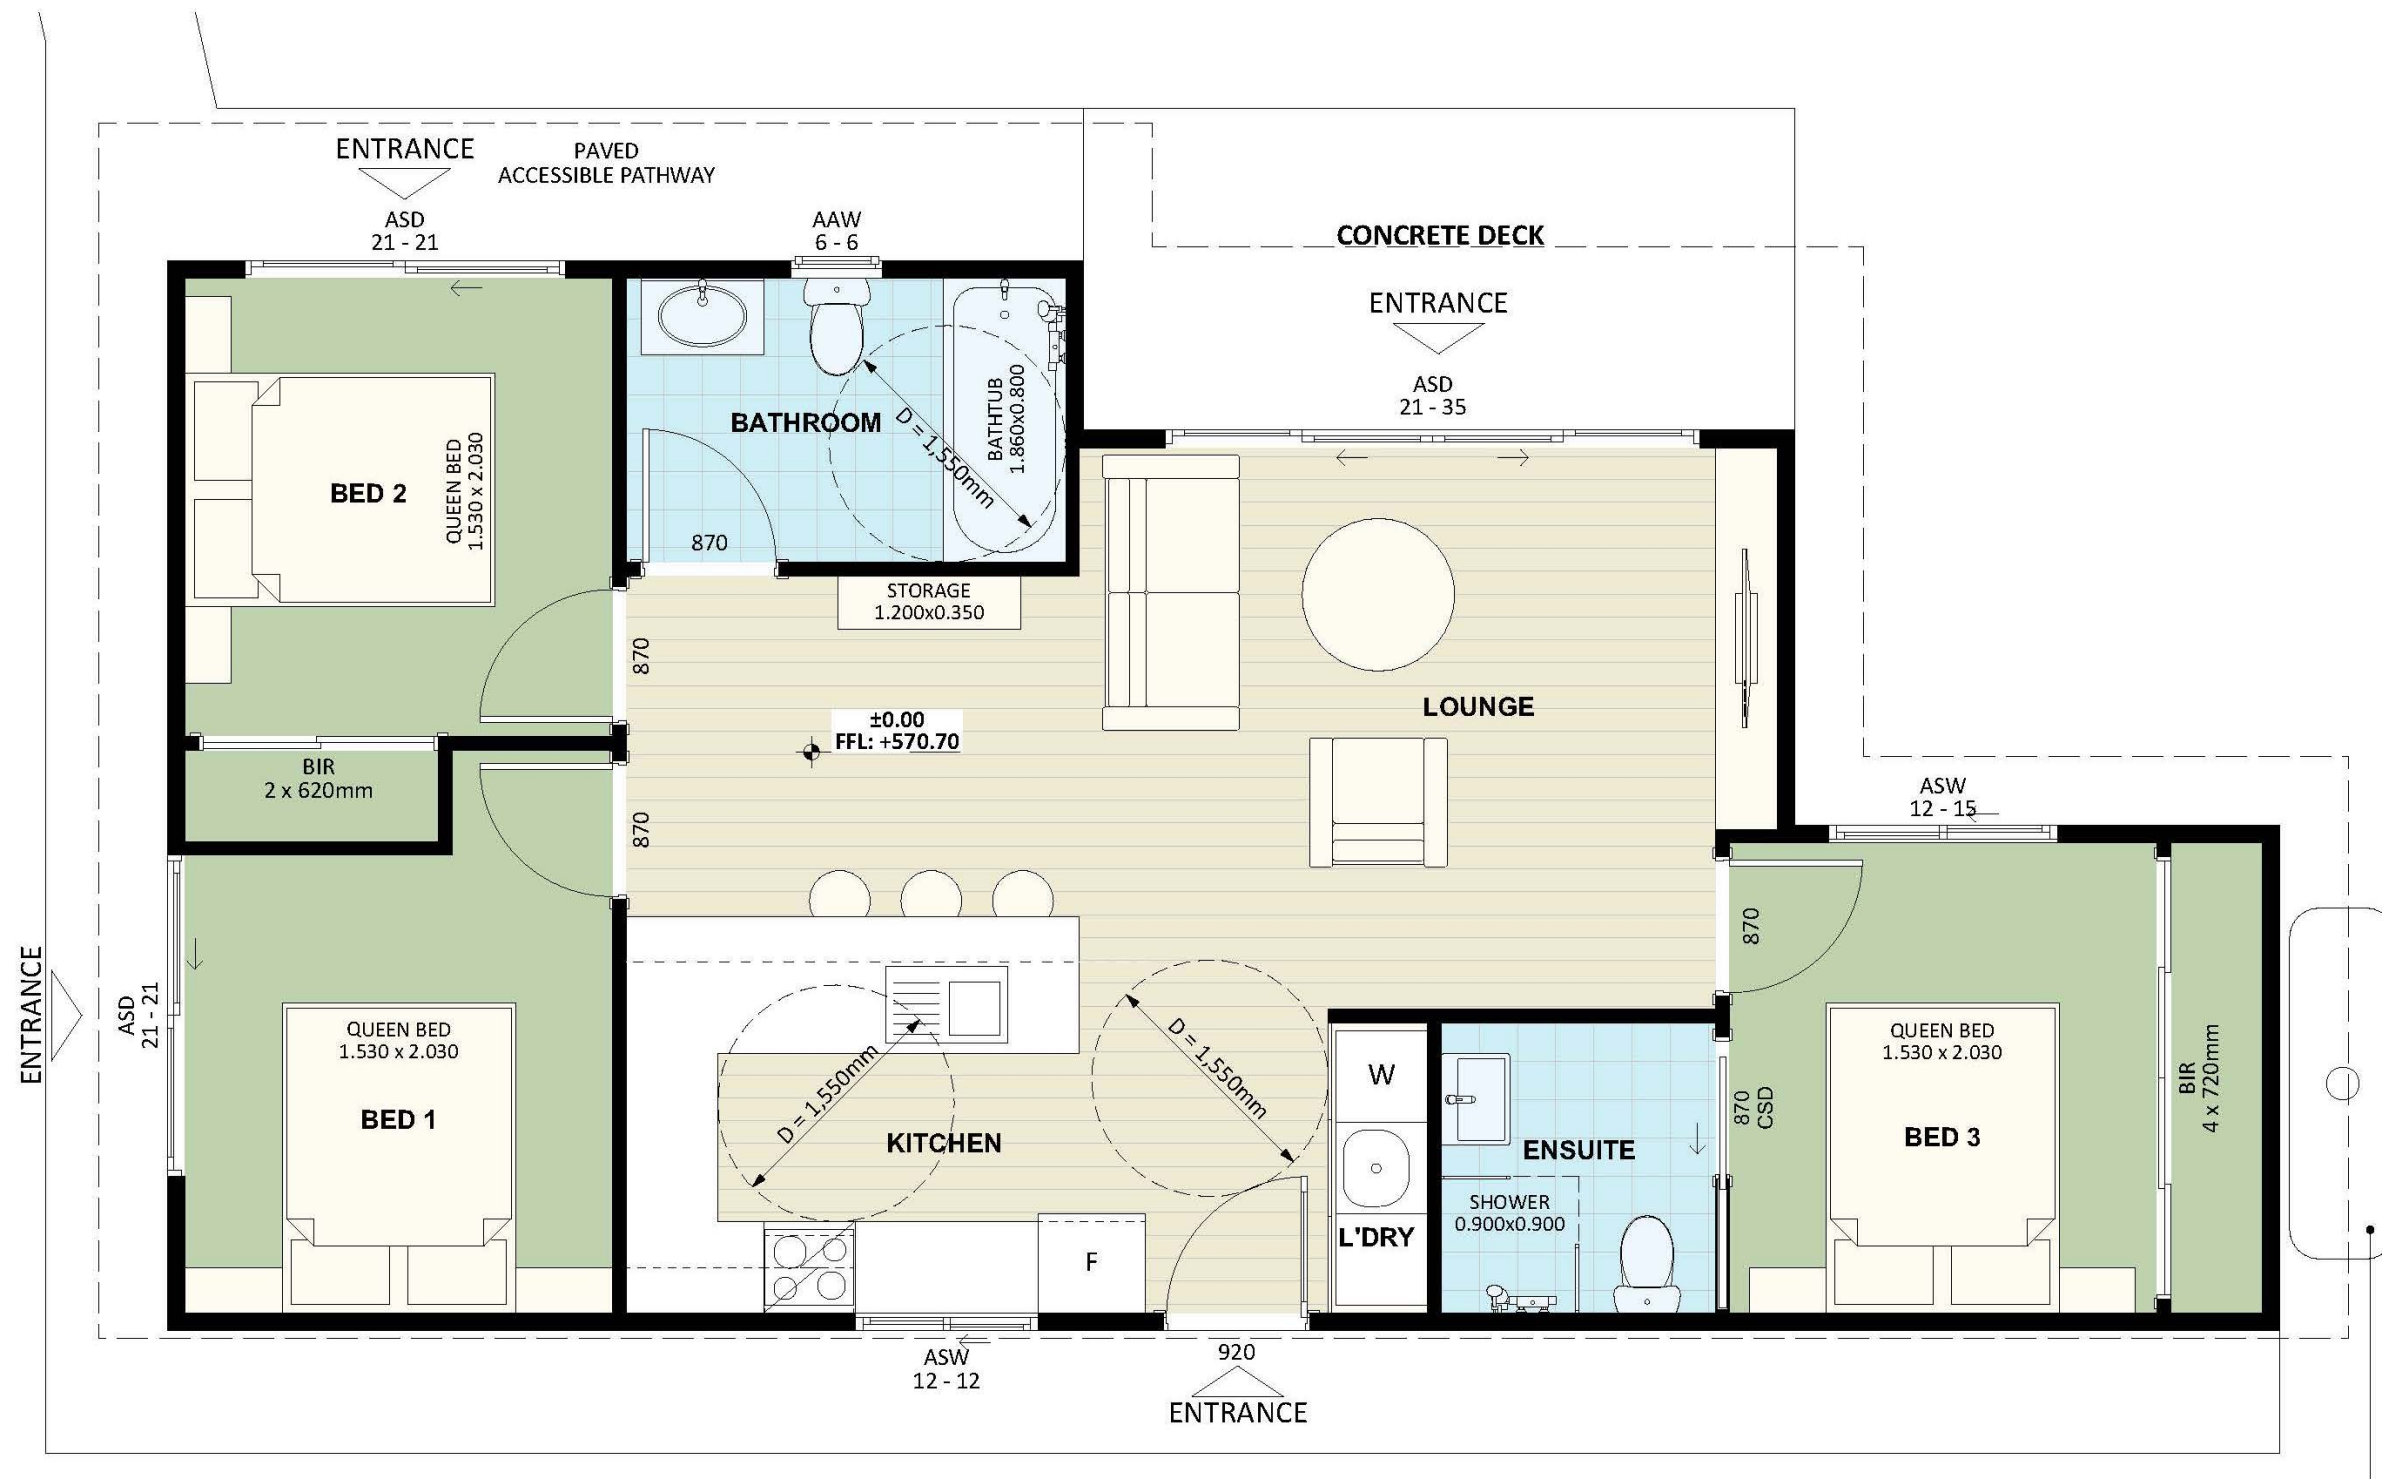 ENTRANCE
PAVED
ACCESSIBLE PATHWAY
ASD
21 - 21
AAW
6 - 6
CONCRETE DECK
ENTRANCE
ASD
21 - 35
BED 2
QUEEN BED
1.530 x 2.030
BATHROOM
D = 1,550mm
BATHTUB
1.860x0.800
870
STORAGE
1.200x0.350
870
±0.00
FFL: +570.70
LOUNGE
BIR
2 x 620mm
870
ASW
12 - 15
ENTRANCE
ASD
21 - 21
QUEEN BED
1.530 x 2.030
BED 1
D = 1,550mm
KITCHEN
D = 1,550mm
F
W
L'DRY
ENSUITE
SHOWER
0.900x0.900
870
870
CSD
QUEEN BED
1.530 x 2.030
BED 3
BIR
4 x 720mm
ASW
12 - 12
920
ENTRANCE